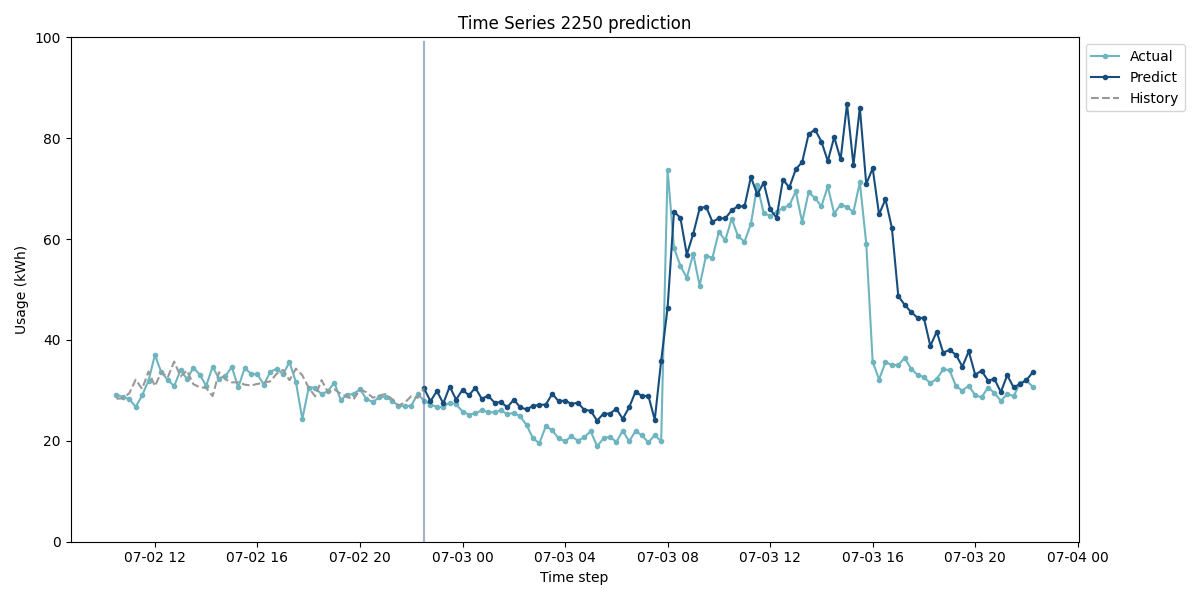 Time Series 2250 prediction
Usage (kWh)
100
80
60
40
20
0
07-02 12
07-02 16
07-02 20
07-03 00
07-03 04
07-03 08
07-03 12
07-03 16
07-03 20
07-04 00
Time step
Actual
Predict
History